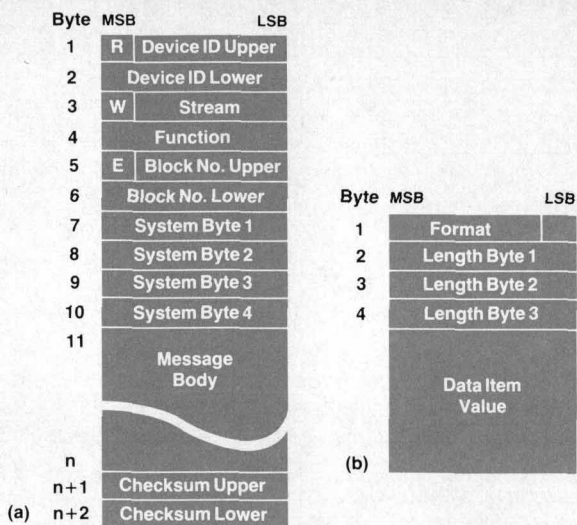 Byte MSB LSB
1 R Device ID Upper
2 Device ID Lower
3 W Stream
4 Function
5 E Block No. Upper
6 Block No. Lower
7 System Byte 1
8 System Byte 2
9 System Byte 3
10 System Byte 4
11 Message
Body
n
n+1 Checksum Upper
(a) n+2 Checksum Lower
Byte MSB LSB
1 Format
2 Length Byte 1
3 Length Byte 2
4 Length Byte 3
Data Item
Value
(b)